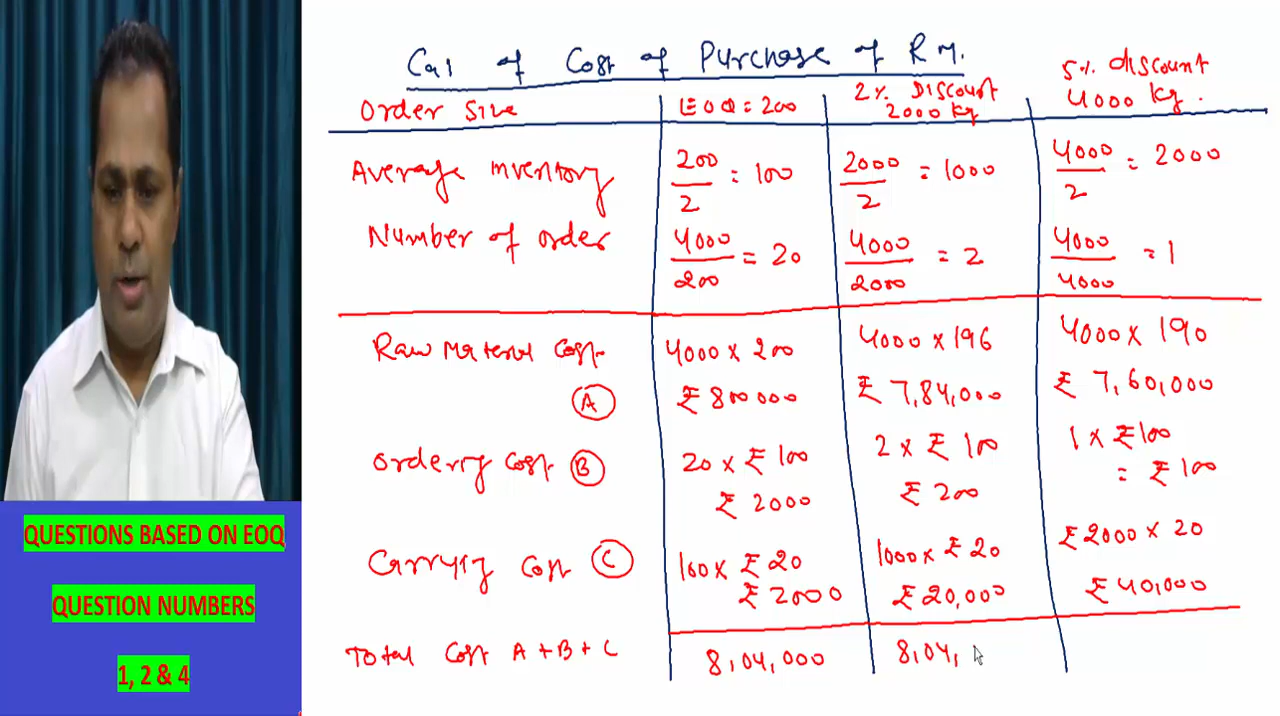 Cal of Cost of Purchase of R M.
Order Size EOQ = 200 2% Discount 2000 kg 5% discount 4000 kg.
Average inventory 200/2 = 100 2000/2 = 1000 4000/2 = 2000
Number of order 4000/200 = 20 4000/2000 = 2 4000/4000 = 1
Raw Material Cost 4000 × 200 4000 × 196 4000 × 190
A ₹ 800000 ₹ 7,84,000 ₹ 7,60,000
Ordering Cost B 20 × ₹ 100 2 × ₹ 100 1 × ₹ 100
₹ 2000 ₹ 200 = ₹ 100
Carrying Cost C 100 × ₹ 20 1000 × ₹ 20 ₹ 2000 × 20
₹ 2000 ₹ 20,000 ₹ 40,000
Total Cost A + B + C 8,04,000 8,04,
QUESTIONS BASED ON EOQ
QUESTION NUMBERS
1, 2 & 4